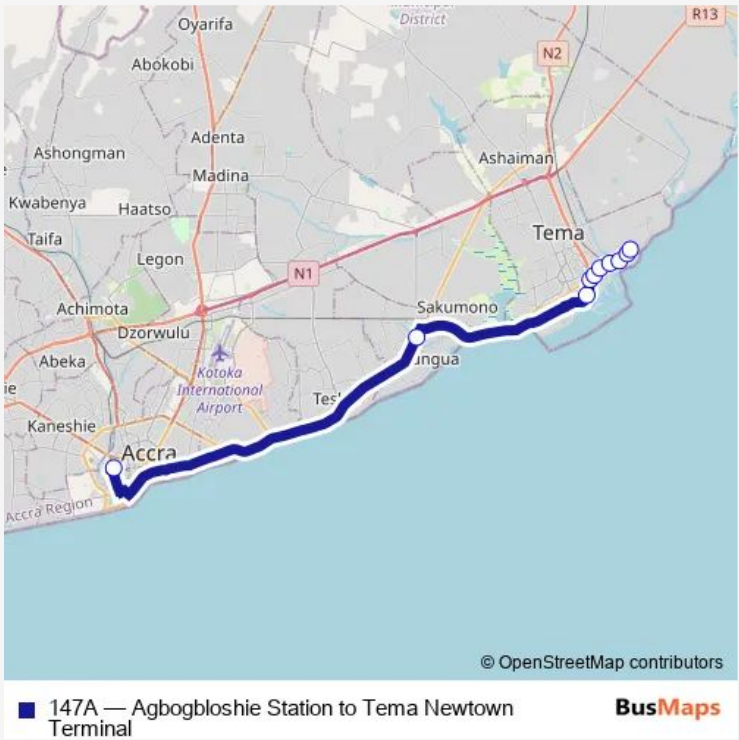 District
Oyarifa
R13
N2
Abokobi
Adenta
Ashongman
Ashaiman
Madina
Kwabenya
Haatso
Tema
Taifa
Legon
N1
Achimota
Sakumono
Dzorwulu
Abeka
Kotoka
International
Airport
Kaneshie
Accra
Accra Region
© OpenStreetMap contributors
147A — Agbogbloshie Station to Tema Newtown
Terminal
BusMaps